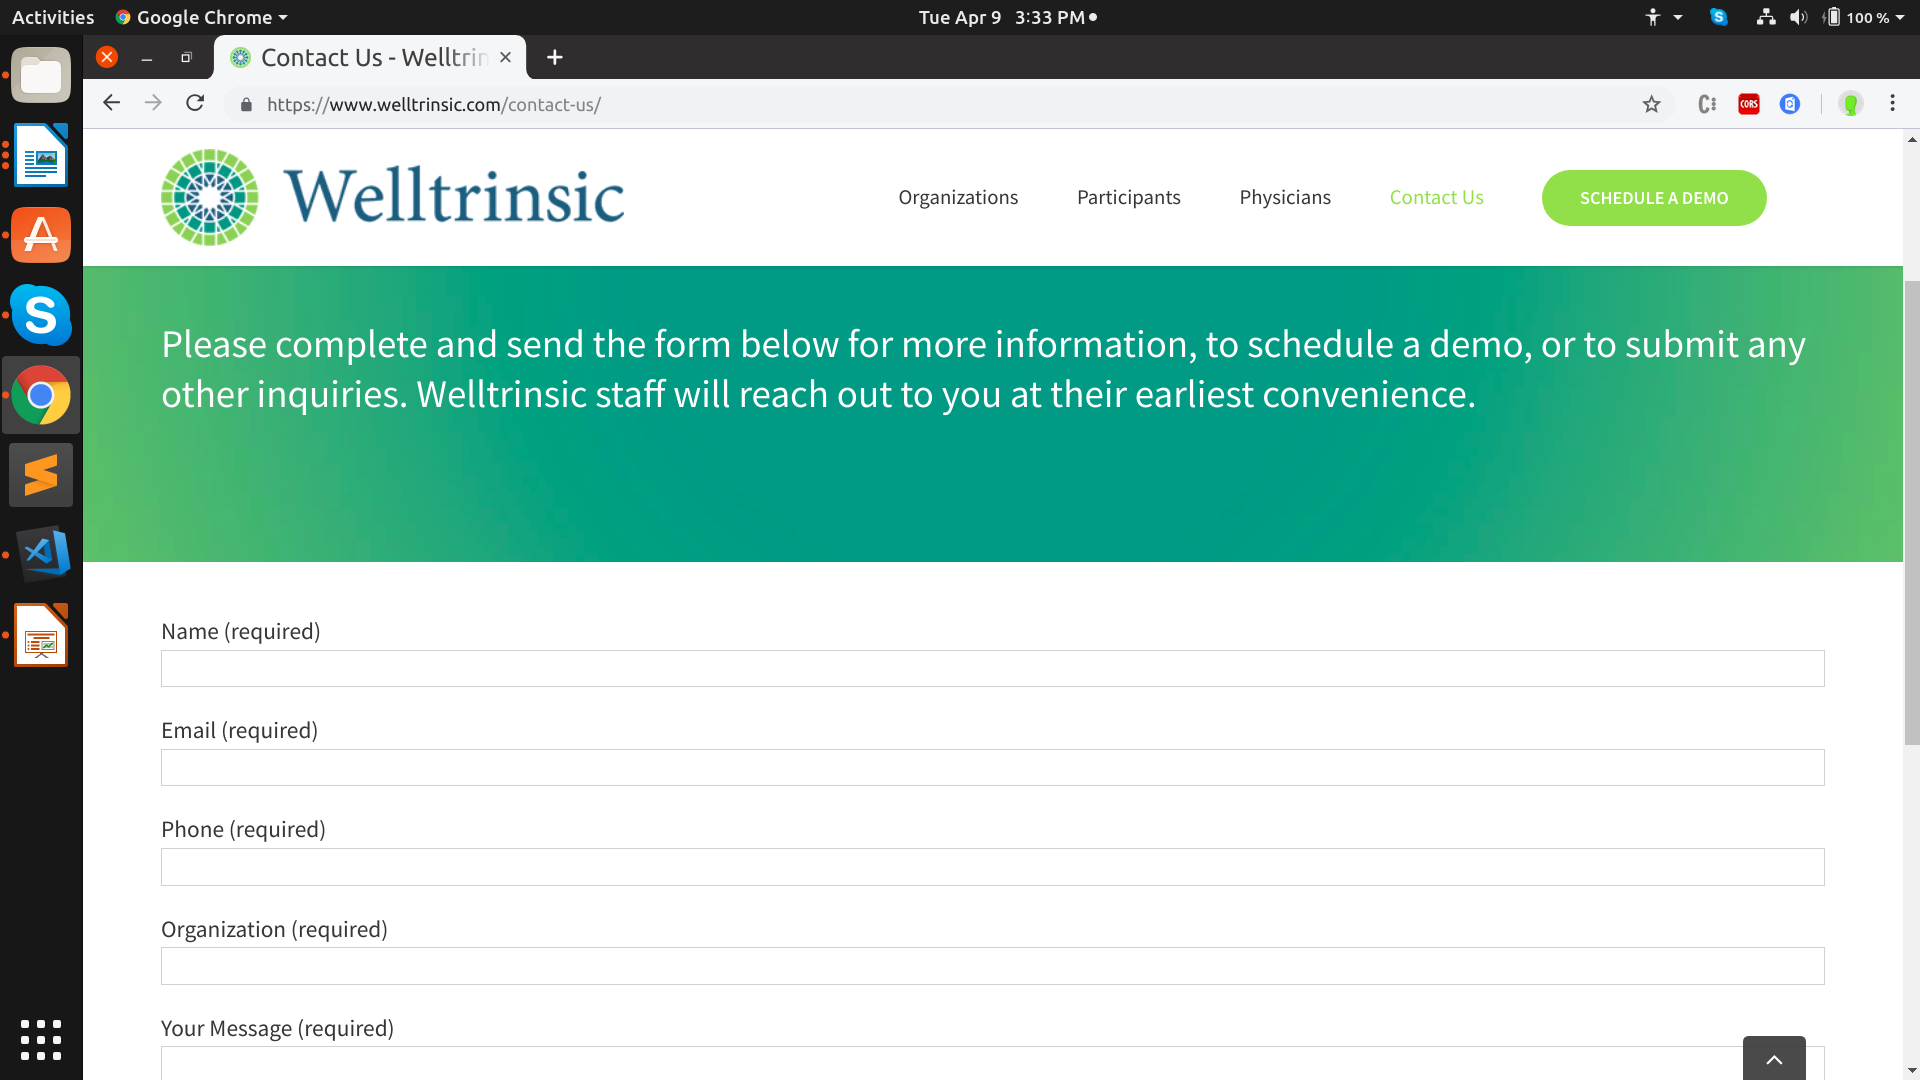 Activities Google Chrome Tue Apr 9 3:33 PM 100 %
Contact Us - Welltrin
https://www.welltrinsic.com/contact-us/
CORS
Welltrinsic Organizations Participants Physicians Contact Us SCHEDULE A DEMO
Please complete and send the form below for more information, to schedule a demo, or to submit any
other inquiries. Welltrinsic staff will reach out to you at their earliest convenience.
Name (required)
Email (required)
Phone (required)
Organization (required)
Your Message (required)